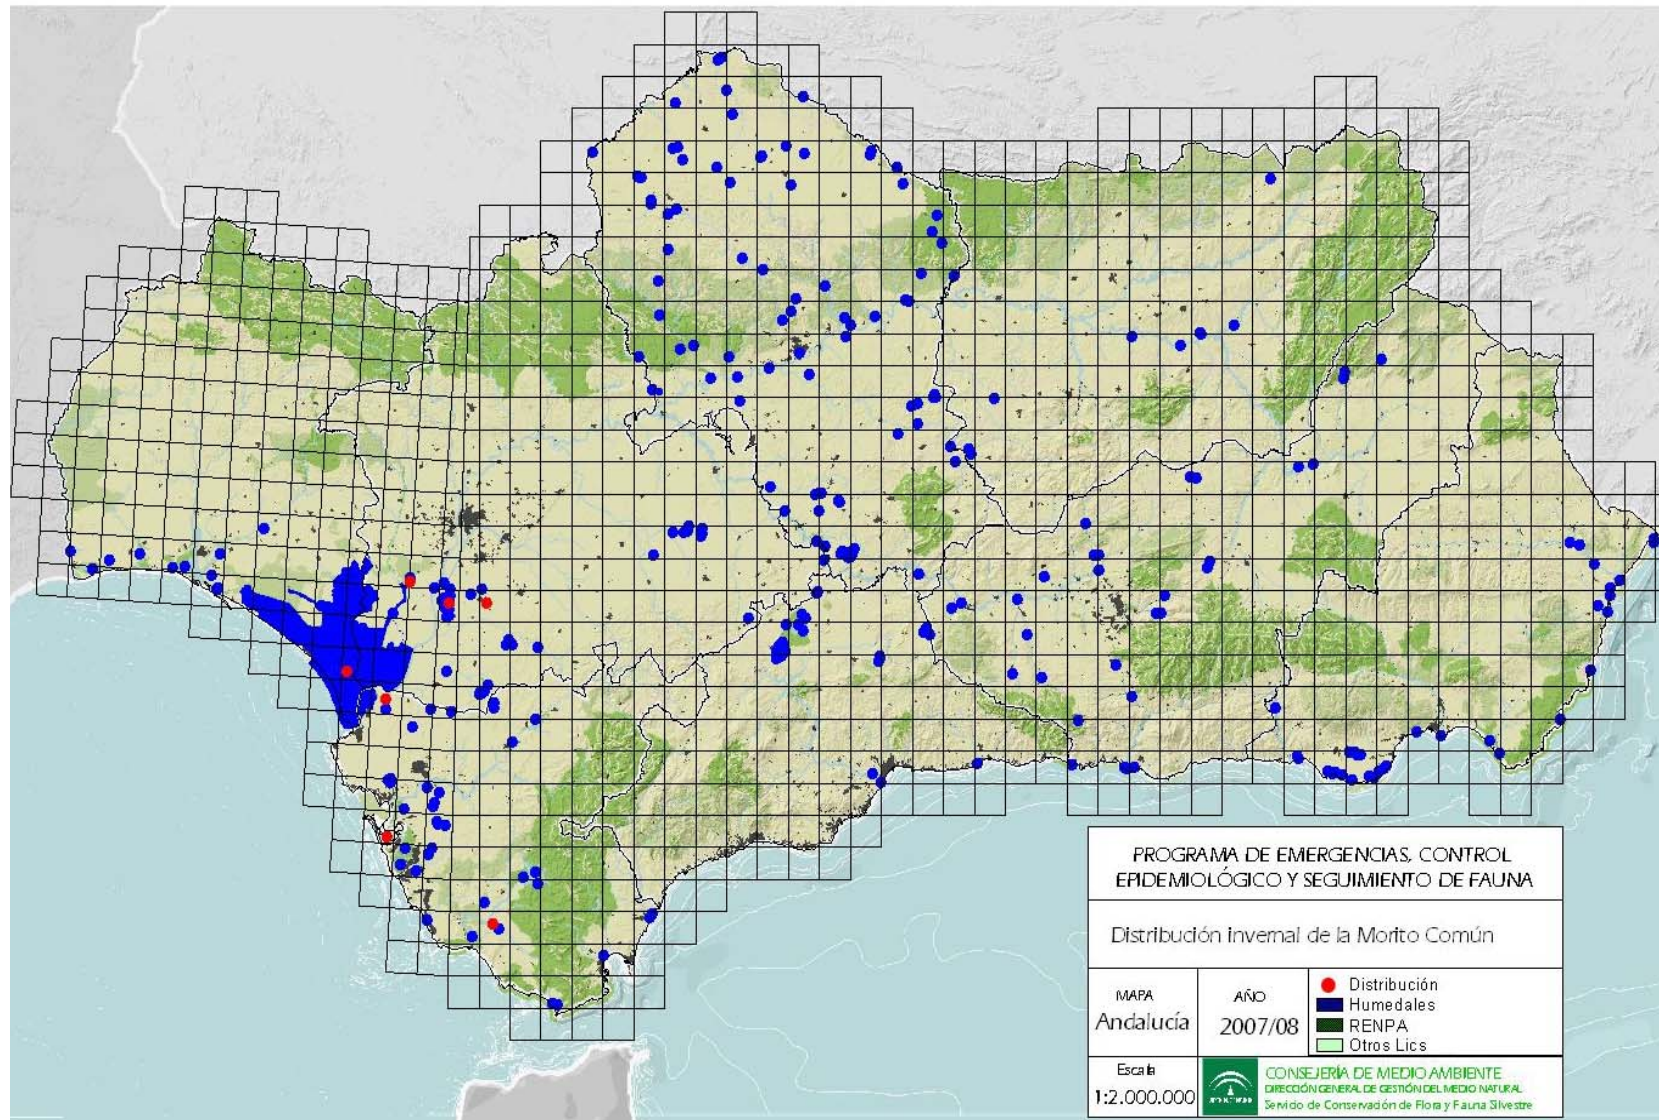 PROGRAMA DE EMERGENCIAS, CONTROL
EPIDEMIOLÓGICO Y SEGUIMIENTO DE FAUNA
Distribución invernal de la Morito Común
MAPA
Andalucía
AÑO
2007/08
Distribución
Humedales
RENPA
Otros Lics
Escala
1:2.000.000
CONSEJERÍA DE MEDIO AMBIENTE
DIRECCIÓN GENERAL DE GESTIÓN DEL MEDIO NATURAL
Servicio de Conservación de Flora y Fauna Silvestre